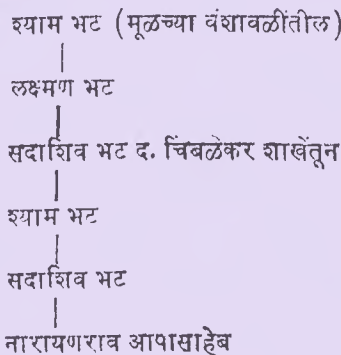 श्याम भट (मूळच्या वंशावळींतील)
लक्ष्मण भट
सदाशिव भट द. चिंबळेकर शाखेंतून
श्याम भट
सदाशिव भट
नारायणराव आपासाहेब